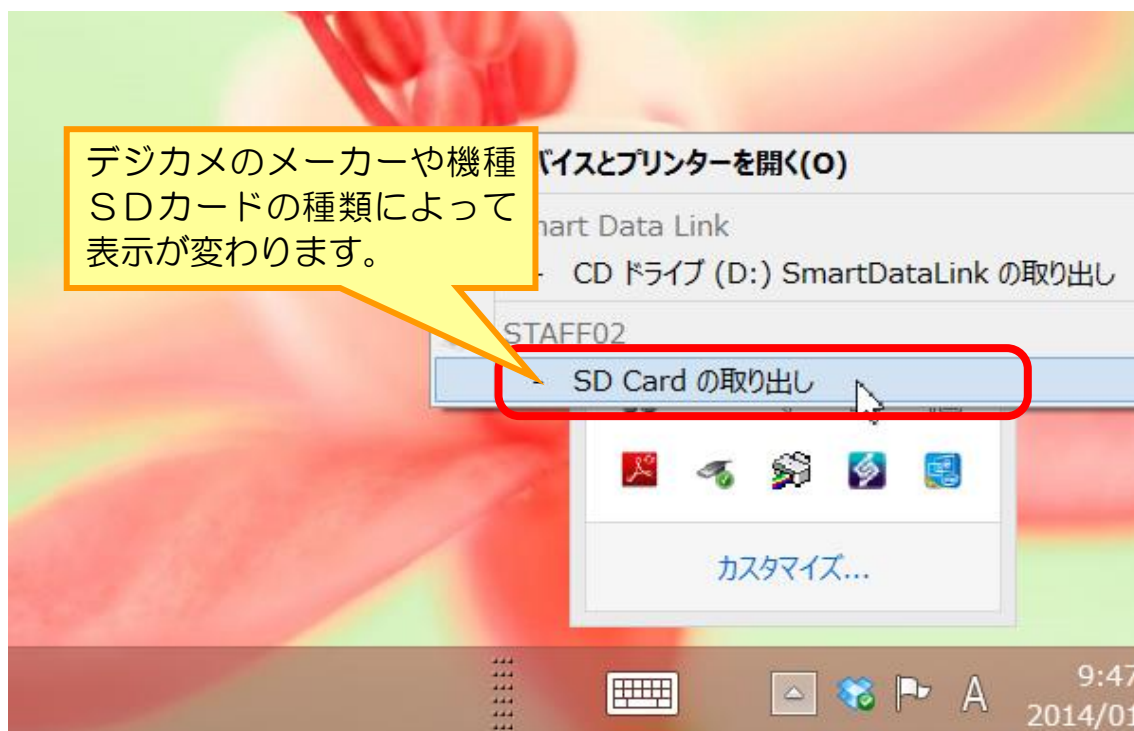 デジカメのメーカーや機種
ＳＤカードの種類によって
表示が変わります。
バイスとプリンターを開く(O)
mart Data Link
- CD ドライブ (D:) SmartDataLink の取り出し
STAFF02
- SD Card の取り出し
カスタマイズ...
A
9:47
2014/01